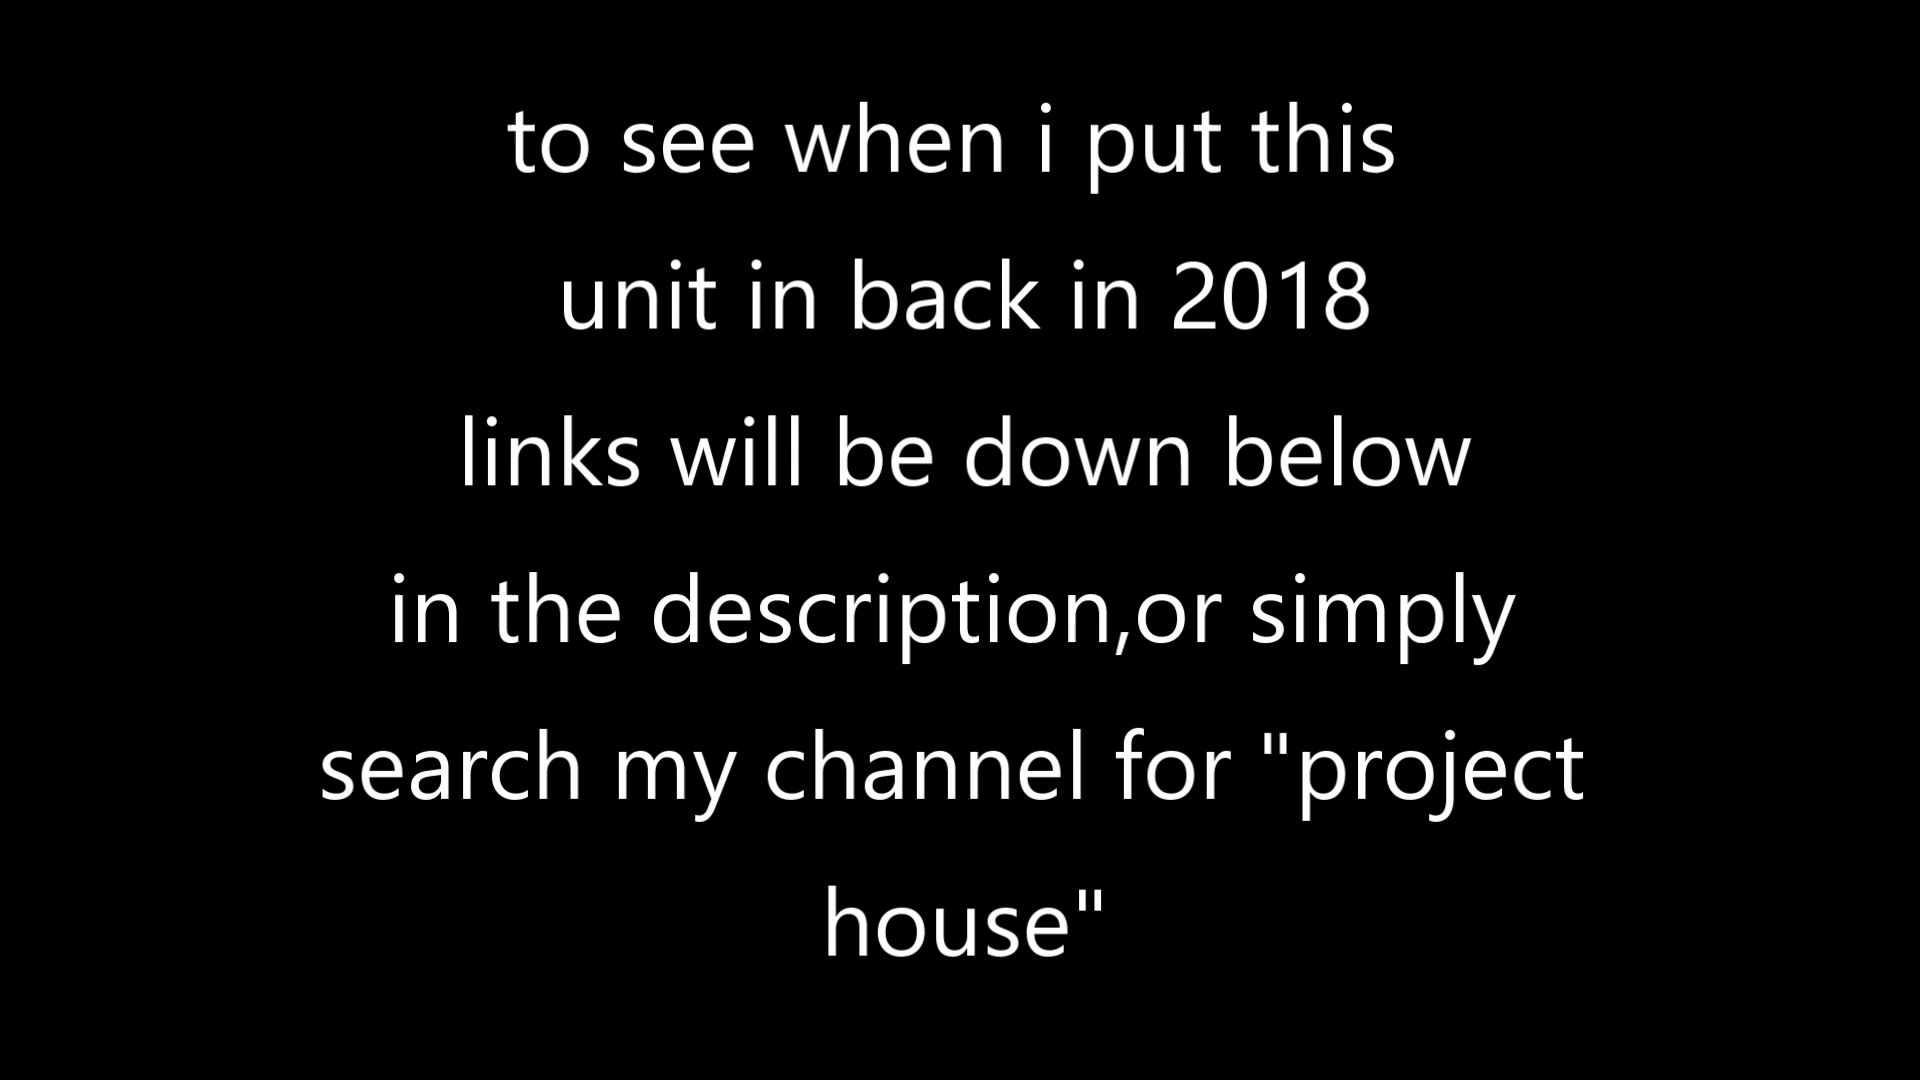 to see when i put this
unit in back in 2018
links will be down below
in the description,or simply
search my channel for "project
house"